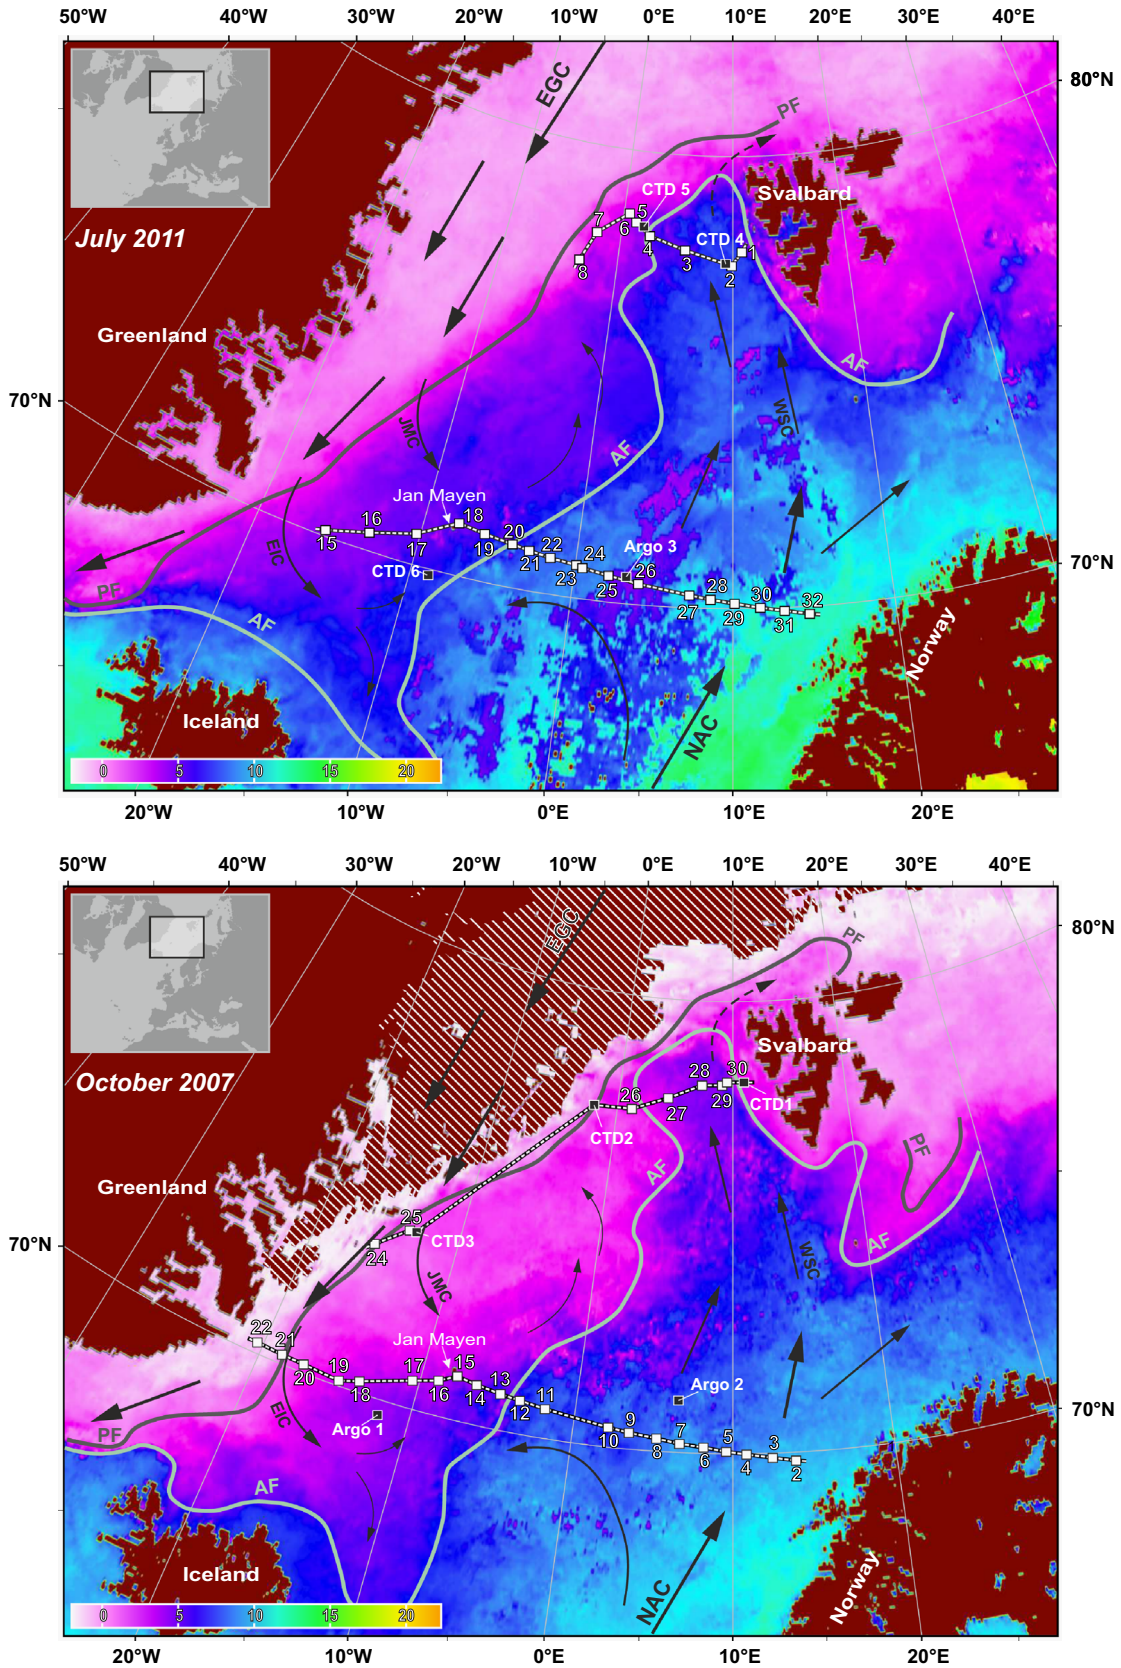 50°W 40°W 30°W 20°W 10°W 0°E 10°E 20°E 30°E 40°E
80°N
EGC
PF
July 2011
CTD 5
Svalbard
7 5
6
CTD 4
4 3 1
8 2
Greenland
AF
70°N
JMC
WSC
AF
Jan Mayen
16 18
15 17 19 20
EIC
22 24
21 23
Argo 3
CTD 6
25 26
70°N
28 30 32
27 29 31
PF
AF
Norway
Iceland
NAC
0 5 10 15 20
20°W 10°W 0°E 10°E 20°E
50°W 40°W 30°W 20°W 10°W 0°E 10°E 20°E 30°E 40°E
EGC
PF
80°N
Svalbard
October 2007
28 30
26 27 29
CTD1
CTD2
PF
AF
Greenland
25
CTD3
24
AF
70°N
WSC
JMC
22 21
Jan Mayen
20 19 17 15 13
18 16 14 12 11
Argo 2
EIC
Argo 1
70°N
9 7 5 3
10 8 6 4 2
PF
AF
Iceland
NAC
Norway
0 5 10 15 20
20°W 10°W 0°E 10°E 20°E